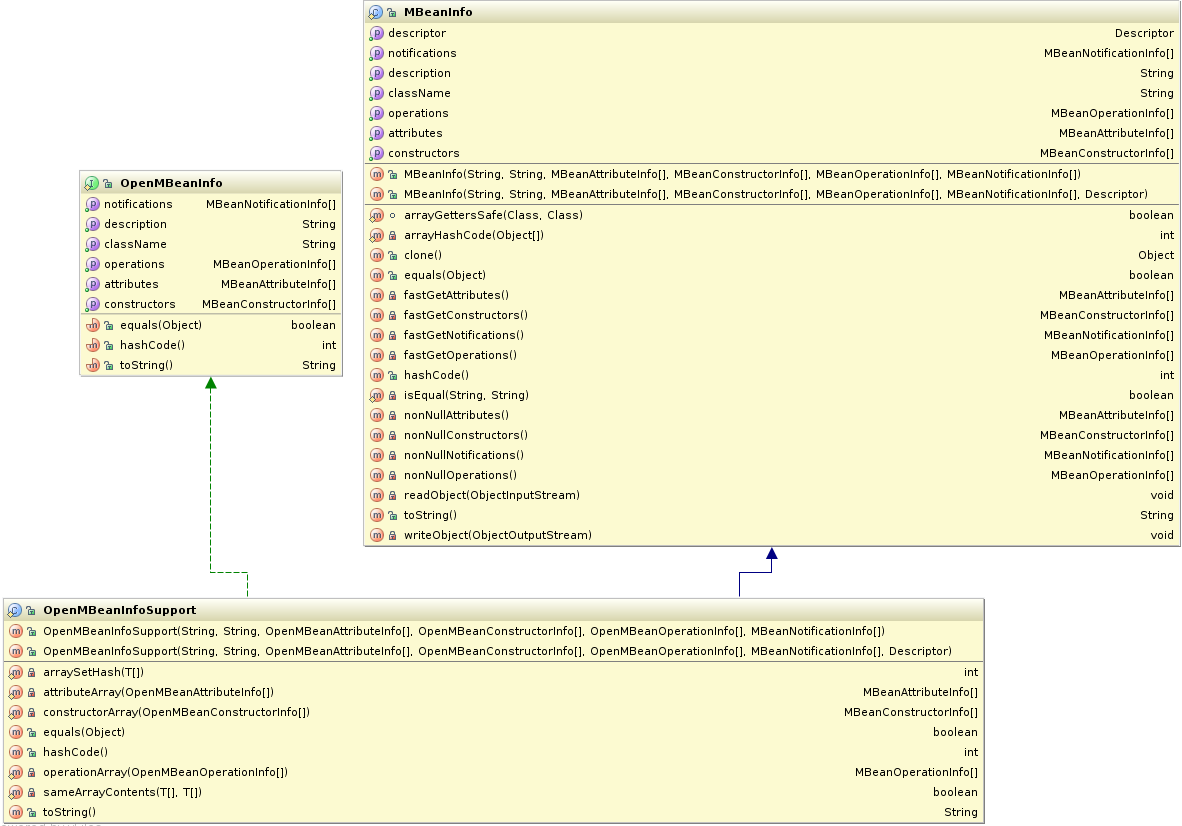 MBeanInfo
descriptor Descriptor
notifications MBeanNotificationInfo[]
description String
className String
operations MBeanOperationInfo[]
attributes MBeanAttributeInfo[]
constructors MBeanConstructorInfo[]
MBeanInfo(String, String, MBeanAttributeInfo[], MBeanConstructorInfo[], MBeanOperationInfo[], MBeanNotificationInfo[])
MBeanInfo(String, String, MBeanAttributeInfo[], MBeanConstructorInfo[], MBeanOperationInfo[], MBeanNotificationInfo[], Descriptor)
arrayGettersSafe(Class, Class) boolean
arrayHashCode(Object[]) int
clone() Object
equals(Object) boolean
fastGetAttributes() MBeanAttributeInfo[]
fastGetConstructors() MBeanConstructorInfo[]
fastGetNotifications() MBeanNotificationInfo[]
fastGetOperations() MBeanOperationInfo[]
hashCode() int
isEqual(String, String) boolean
nonNullAttributes() MBeanAttributeInfo[]
nonNullConstructors() MBeanConstructorInfo[]
nonNullNotifications() MBeanNotificationInfo[]
nonNullOperations() MBeanOperationInfo[]
readObject(ObjectInputStream) void
toString() String
writeObject(ObjectOutputStream) void
OpenMBeanInfo
notifications MBeanNotificationInfo[]
description String
className String
operations MBeanOperationInfo[]
attributes MBeanAttributeInfo[]
constructors MBeanConstructorInfo[]
equals(Object) boolean
hashCode() int
toString() String
OpenMBeanInfoSupport
OpenMBeanInfoSupport(String, String, OpenMBeanAttributeInfo[], OpenMBeanConstructorInfo[], OpenMBeanOperationInfo[], MBeanNotificationInfo[])
OpenMBeanInfoSupport(String, String, OpenMBeanAttributeInfo[], OpenMBeanConstructorInfo[], OpenMBeanOperationInfo[], MBeanNotificationInfo[], Descriptor)
arraySetHash(T[]) int
attributeArray(OpenMBeanAttributeInfo[]) MBeanAttributeInfo[]
constructorArray(OpenMBeanConstructorInfo[]) MBeanConstructorInfo[]
equals(Object) boolean
hashCode() int
operationArray(OpenMBeanOperationInfo[]) MBeanOperationInfo[]
sameArrayContents(T[], T[]) boolean
toString() String